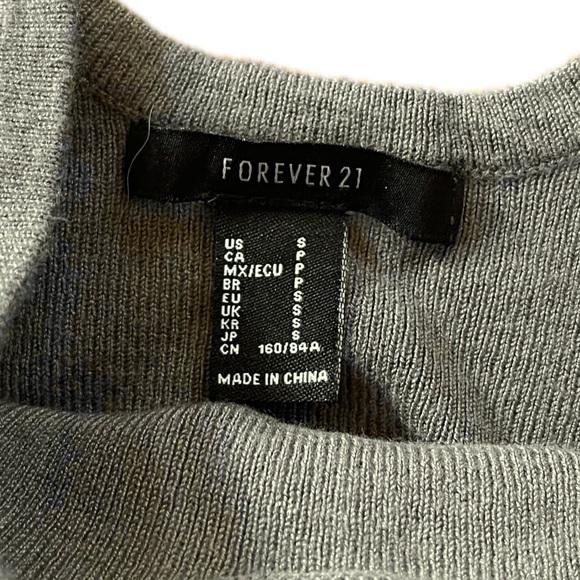 FOREVER 21
US S
CA P
MX/ECU P
BR P
EU S
UK S
KR S
JP S
CN 160/84A
MADE IN CHINA